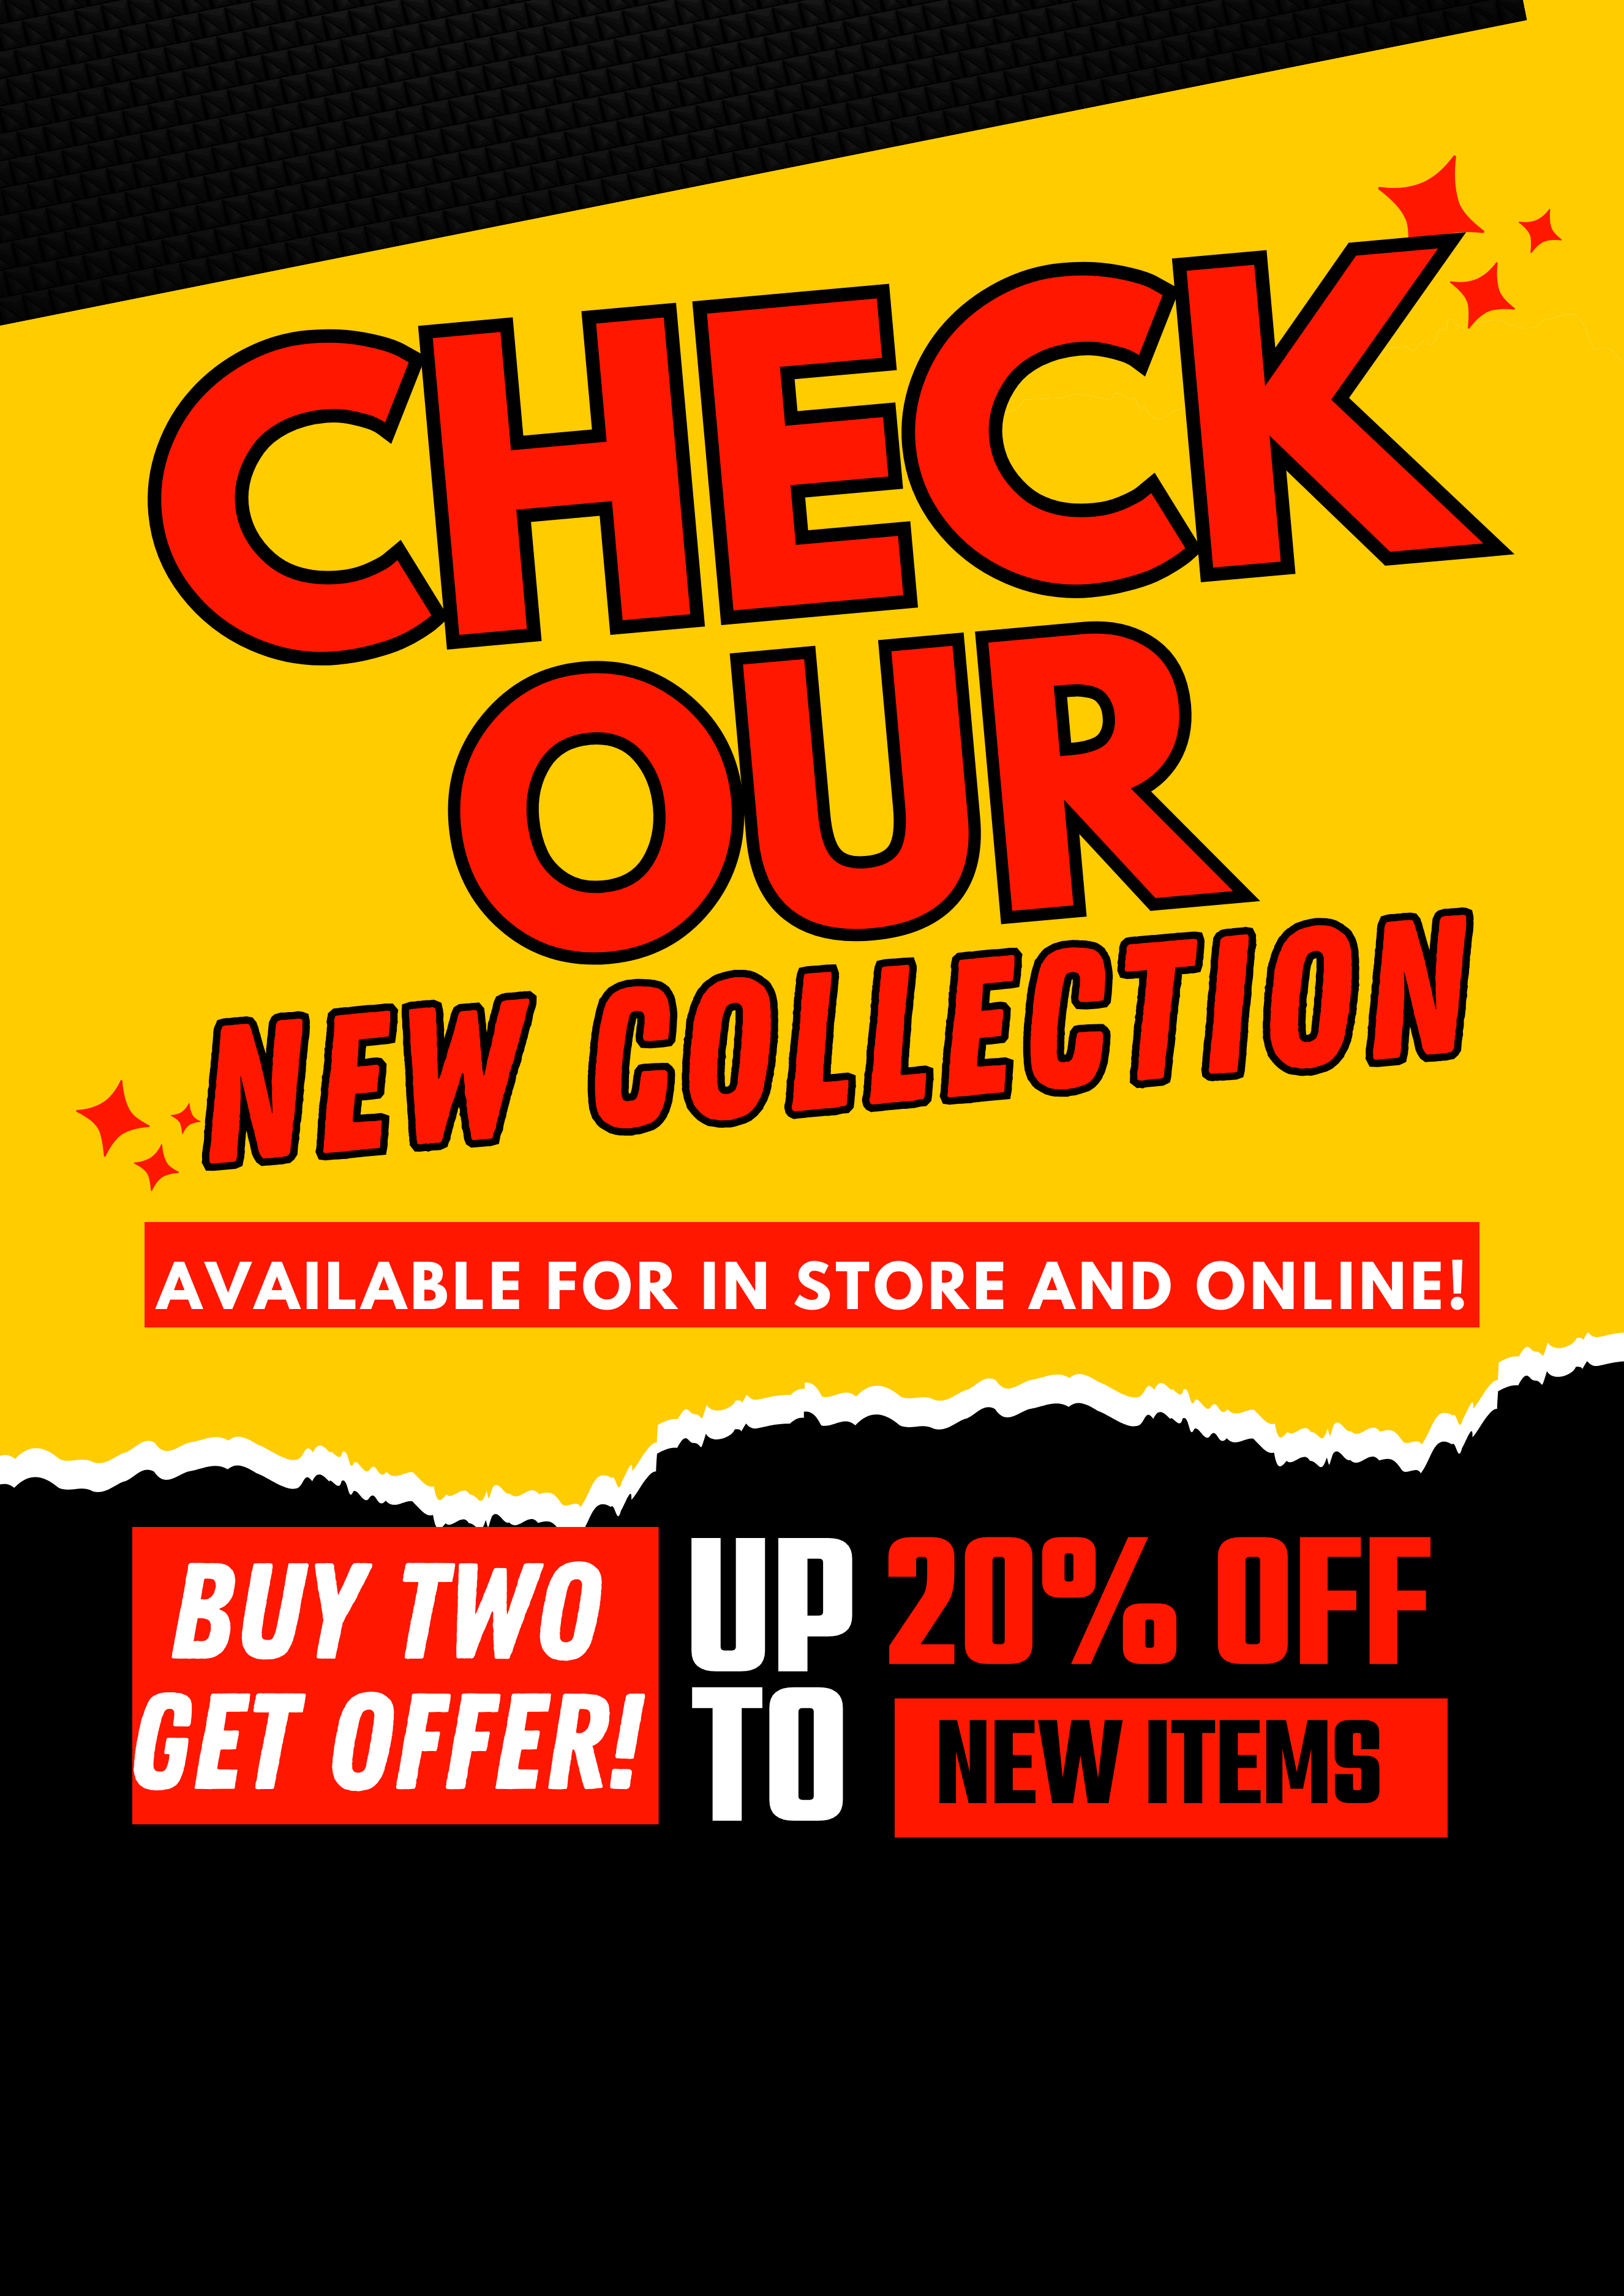 CHECK
OUR
NEW COLLECTION
AVAILABLE FOR IN STORE AND ONLINE!
BUY TWO
GET OFFER!
UP
TO
20% OFF
NEW ITEMS